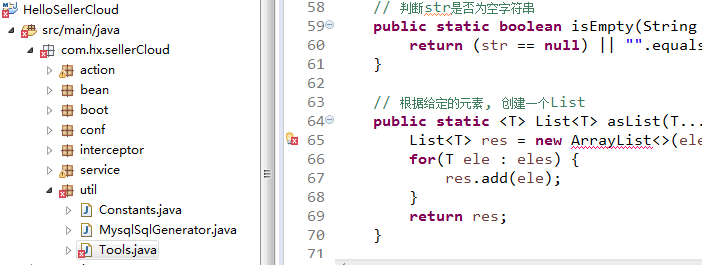 HelloSellerCloud
src/main/java
com.hx.sellerCloud
action
bean
boot
conf
interceptor
service
util
Constants.java
MysqlSqlGenerator.java
Tools.java
58 // 判断str是否为空字符串
59 public static boolean isEmpty(String
60 return (str == null) || "".equals
61 }
62
63 // 根据给定的元素, 创建一个List
64 public static <T> List<T> asList(T...
65 List<T> res = new ArrayList<>(ele
66 for(T ele : eles) {
67 res.add(ele);
68 }
69 return res;
70 }
71